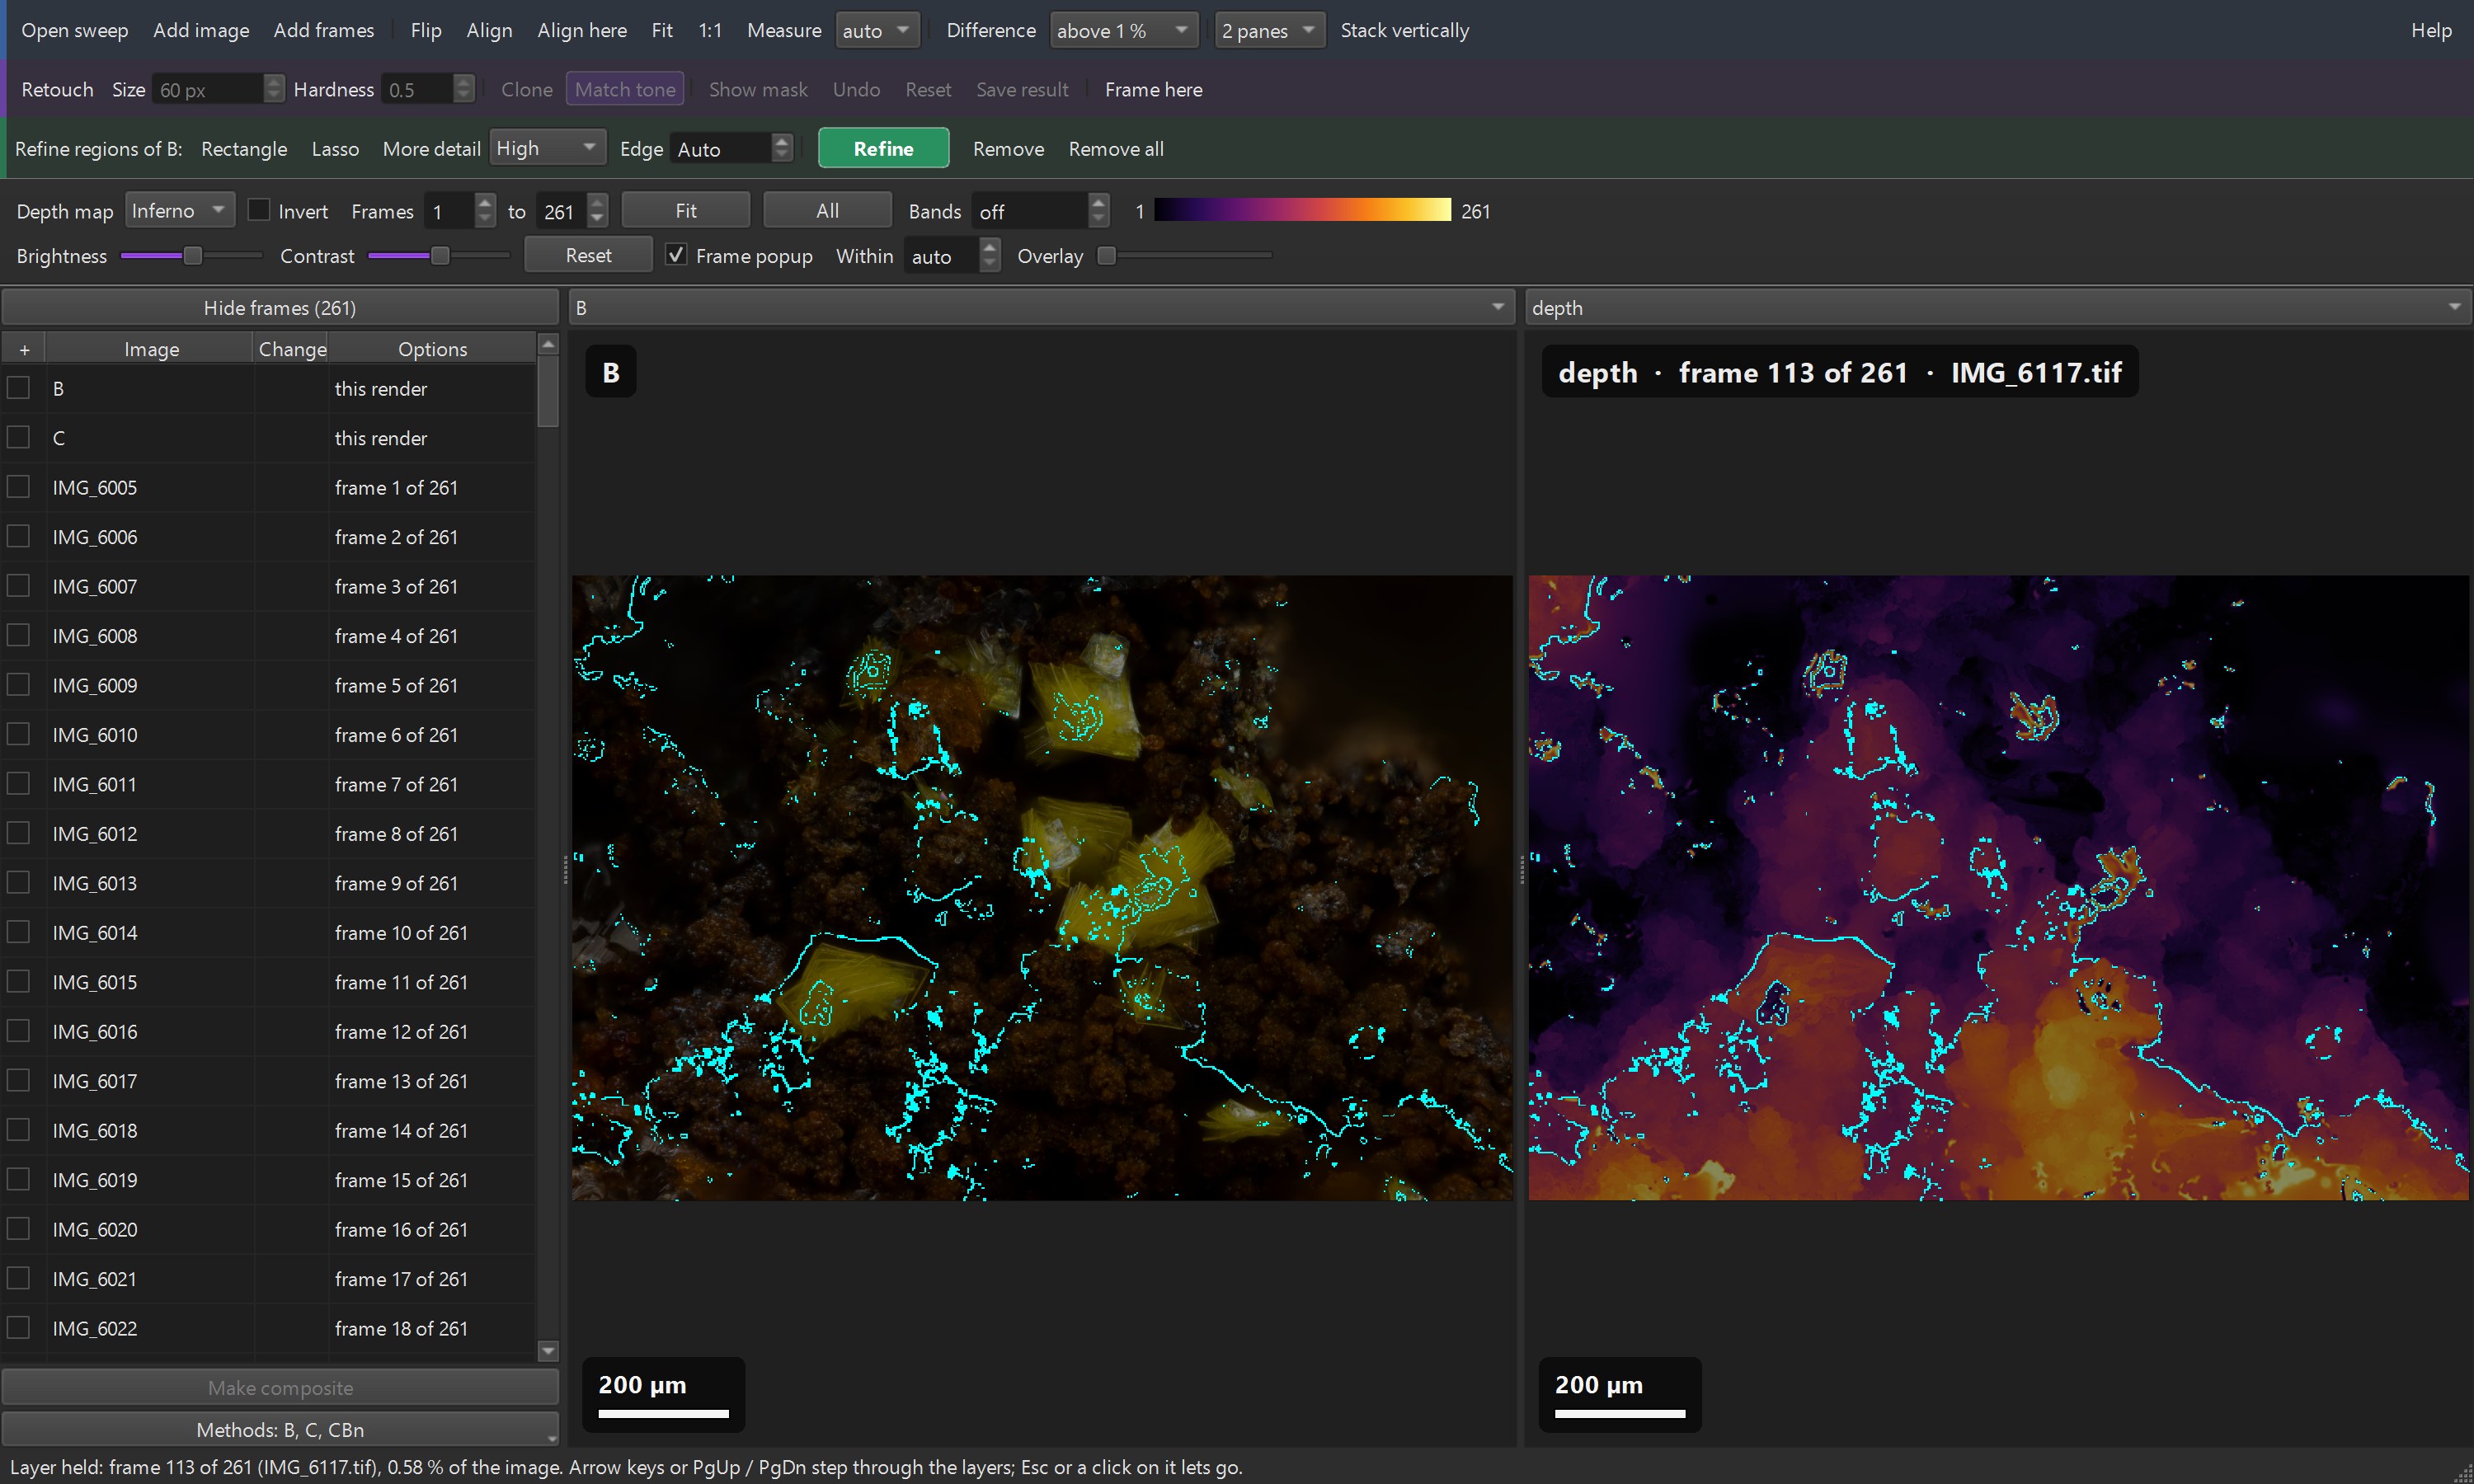 Open sweep Add image Add frames Flip Align Align here Fit 1:1 Measure auto Difference above 1 % 2 panes Stack vertically Help
Retouch Size 60 px Hardness 0.5 Clone Match tone Show mask Undo Reset Save result Frame here
Refine regions of B: Rectangle Lasso More detail High Edge Auto Refine Remove Remove all
Depth map Inferno Invert Frames 1 to 261 Fit All Bands off 1 261
Brightness Contrast Reset Frame popup Within auto Overlay
Hide frames (261)
+ Image Change Options
B this render
C this render
IMG_6005 frame 1 of 261
IMG_6006 frame 2 of 261
IMG_6007 frame 3 of 261
IMG_6008 frame 4 of 261
IMG_6009 frame 5 of 261
IMG_6010 frame 6 of 261
IMG_6011 frame 7 of 261
IMG_6012 frame 8 of 261
IMG_6013 frame 9 of 261
IMG_6014 frame 10 of 261
IMG_6015 frame 11 of 261
IMG_6016 frame 12 of 261
IMG_6017 frame 13 of 261
IMG_6018 frame 14 of 261
IMG_6019 frame 15 of 261
IMG_6020 frame 16 of 261
IMG_6021 frame 17 of 261
IMG_6022 frame 18 of 261
Make composite
Methods: B, C, CBn
B
B
200 µm
depth
depth · frame 113 of 261 · IMG_6117.tif
200 µm
Layer held: frame 113 of 261 (IMG_6117.tif), 0.58 % of the image. Arrow keys or PgUp / PgDn step through the layers; Esc or a click on it lets go.